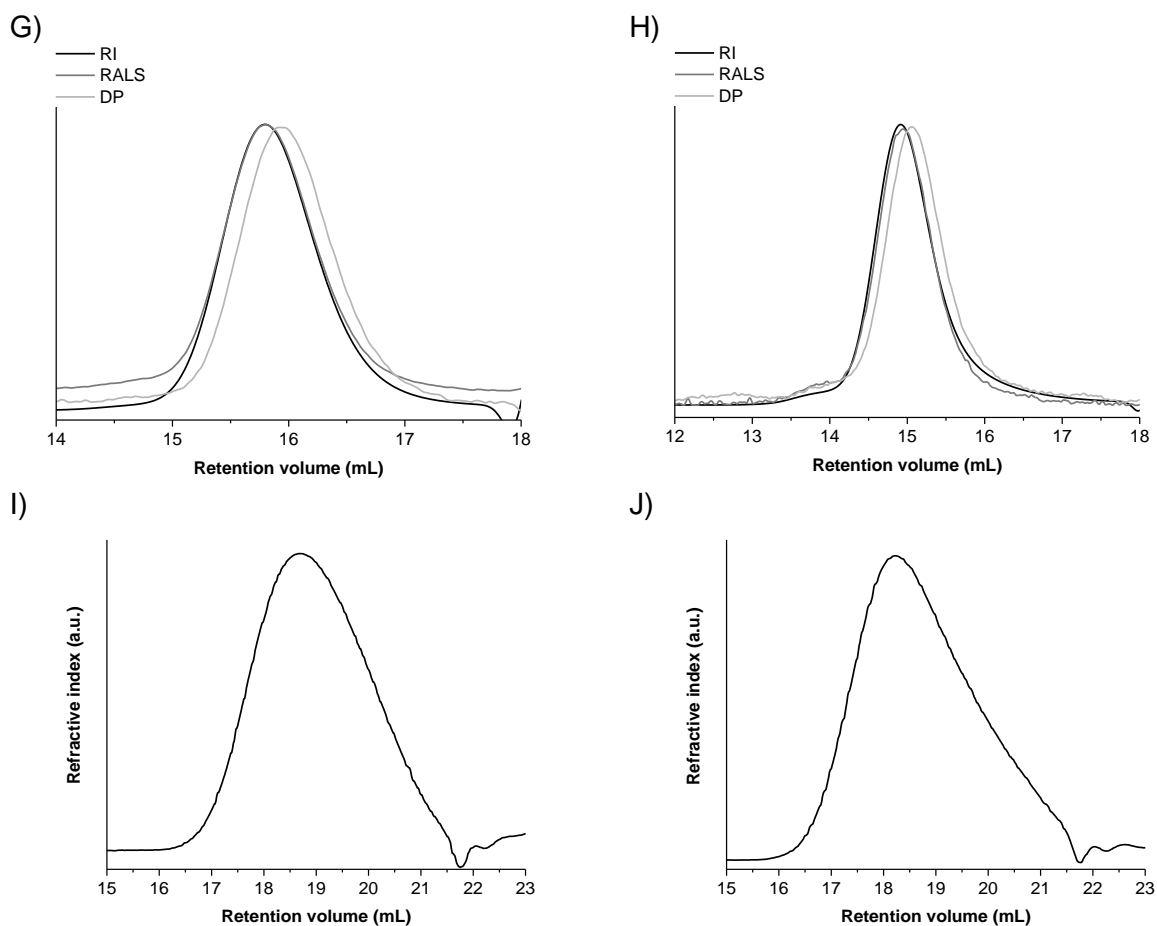 G)
RI
RALS
DP
14 15 16 17 18
Retention volume (mL)
H)
RI
RALS
DP
12 13 14 15 16 17 18
Retention volume (mL)
I)
Refractive index (a.u.)
15 16 17 18 19 20 21 22 23
Retention volume (mL)
J)
Refractive index (a.u.)
15 16 17 18 19 20 21 22 23
Retention volume (mL)